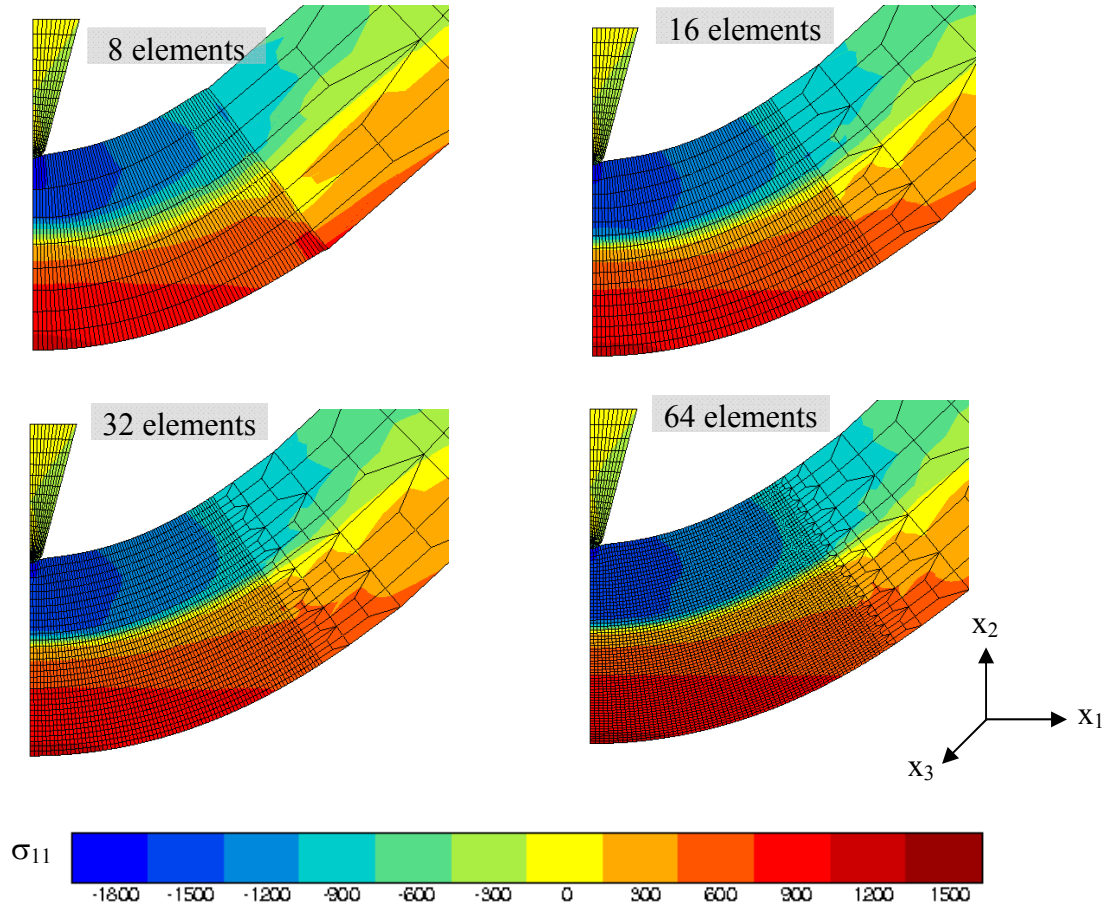 8 elements
16 elements
32 elements
64 elements
x2
x1
x3
σ11
-1800 -1500 -1200 -900 -600 -300 0 300 600 900 1200 1500